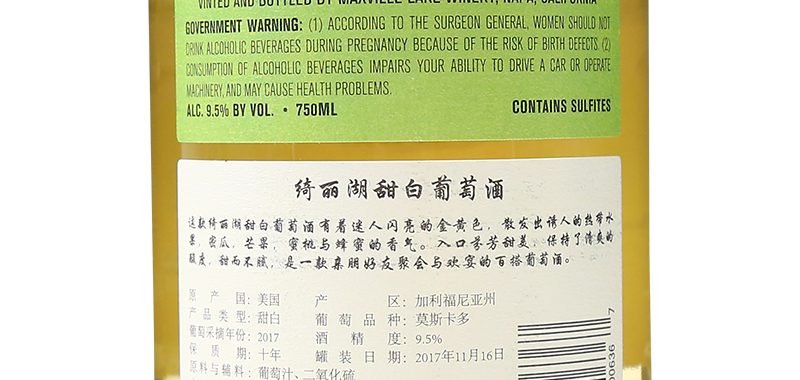 VINTED AND BOTTLED BY MAXVILLE LAKE WINERY, NAPA, CALIFORNIA
GOVERNMENT WARNING: (1) ACCORDING TO THE SURGEON GENERAL, WOMEN SHOULD NOT
DRINK ALCOHOLIC BEVERAGES DURING PREGNANCY BECAUSE OF THE RISK OF BIRTH DEFECTS. (2)
CONSUMPTION OF ALCOHOLIC BEVERAGES IMPAIRS YOUR ABILITY TO DRIVE A CAR OR OPERATE
MACHINERY, AND MAY CAUSE HEALTH PROBLEMS.
ALC. 9.5% BY VOL. • 750ML CONTAINS SULFITES
绮丽湖甜白葡萄酒
这款绮丽湖甜白葡萄酒有着迷人闪亮的金黄色，散发出诱人的热带水
果，蜜瓜，芒果，蜜桃与蜂蜜的香气。入口芬芳甜美，保持了清爽的
酸度，甜而不腻，是一款亲朋好友聚会与欢宴的百搭葡萄酒。
原产国：美国 产区：加利福尼亚州
产品类型：甜白 葡萄品种：莫斯卡多
葡萄采摘年份：2017 酒精度：9.5%
保质期：十年 罐装日期：2017年11月16日
原料与辅料：葡萄汁、二氧化硫
00636 7